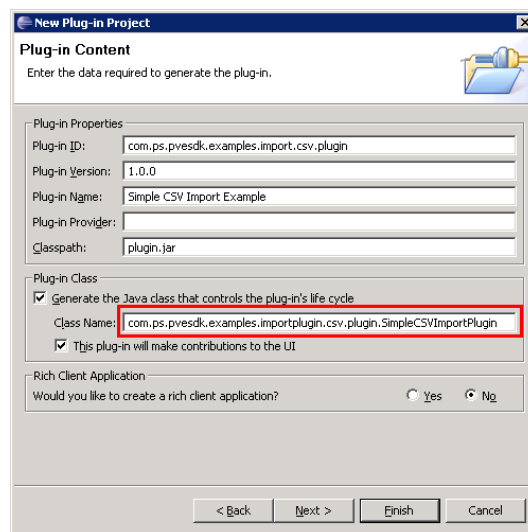 New Plug-in Project
Plug-in Content
Enter the data required to generate the plug-in.
Plug-in Properties
Plug-in ID: com.ps.pvesdk.examples.import.csv.plugin
Plug-in Version: 1.0.0
Plug-in Name: Simple CSV Import Example
Plug-in Provider:
Classpath: plugin.jar
Plug-in Class
Generate the Java class that controls the plug-in's life cycle
Class Name: com.ps.pvesdk.examples.importplugin.csv.plugin.SimpleCSVImportPlugin
This plug-in will make contributions to the UI
Rich Client Application
Would you like to create a rich client application? Yes No
< Back Next > Finish Cancel